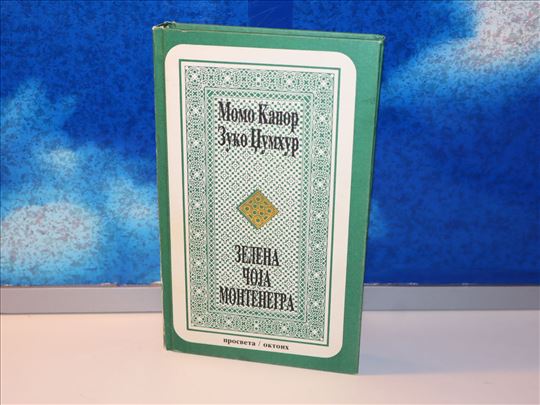 Момо Капор
Зуко Џумхур
ЗЕЛЕНА
ЧОЈА
МОНТЕНЕГРА
просвета / октоих